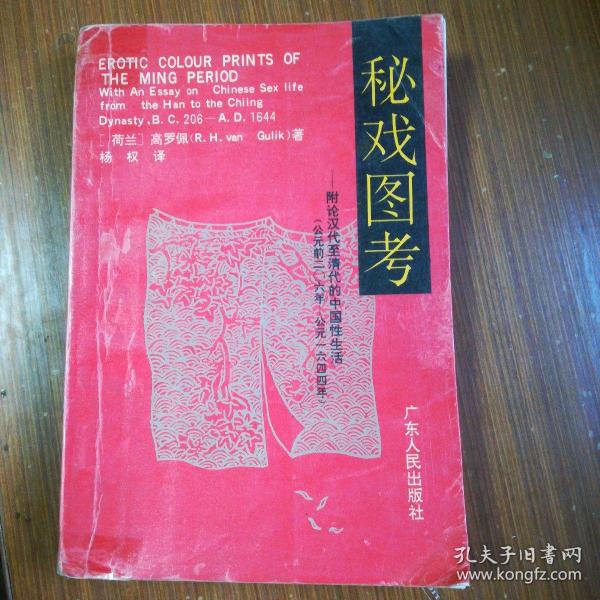 EROTIC COLOUR PRINTS OF
THE MING PERIOD
With An Essay on Chinese Sex life
from the Han to the Chiing
Dynasty,B.C. 206-A.D. 1644
[荷兰]高罗佩(R.H. van Gulik)著
杨权译
秘戏图考
——附论汉代至清代的中国性生活
(公元前二〇六年—公元一六四四年)
广东人民出版社
孔夫子旧书网
www.kongfz.com